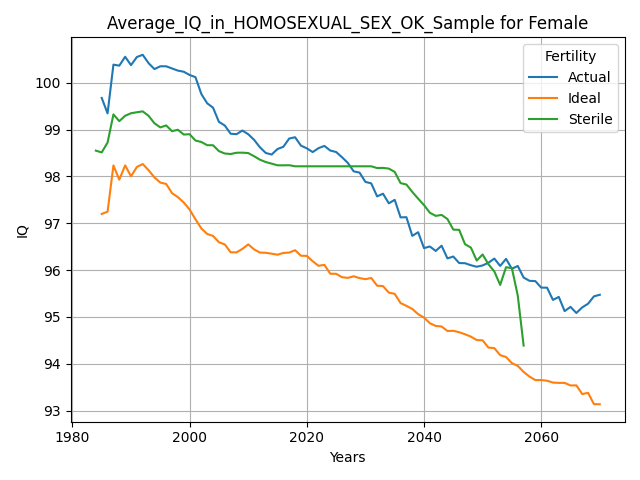 Average_IQ_in_HOMOSEXUAL_SEX_OK_Sample for Female
Fertility
Actual
Ideal
Sterile
IQ
100
99
98
97
96
95
94
93
1980
2000
2020
2040
2060
Years